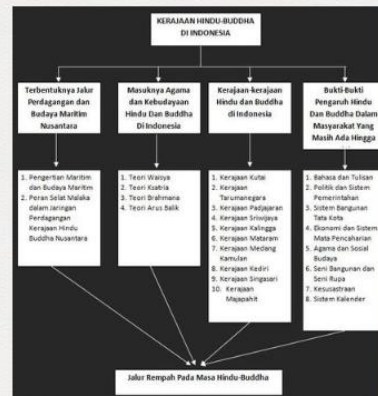 KERAJAAN HINDU-BUDDHA
DI INDONESIA
Terbentuknya Jalur
Perdagangan dan
Budaya Maritim
Nusantara
Masuknya Agama
dan Kebudayaan
Hindu Dan Buddha
Di Indonesia
Kerajaan-kerajaan
Hindu dan Buddha
di Indonesia
Bukti-Bukti
Pengaruh Hindu
Dan Buddha Dalam
Masyarakat Yang
Masih Ada Hingga
1. Pengertian Maritim
dan Budaya Maritim
2. Peran Selat Malaka
dalam Jaringan
Perdagangan
Kerajaan Hindu
Buddha Nusantara
1. Teori Waisya
2. Teori Ksatria
3. Teori Brahmana
4. Teori Arus Balik
1. Kerajaan Kutai
2. Kerajaan
Tarumanegara
3. Kerajaan Padjajaran
4. Kerajaan Sriwijaya
5. Kerajaan Kalingga
6. Kerajaan Mataram
7. Kerajaan Medang
Kamulan
8. Kerajaan Kediri
9. Kerajaan Singasari
10. Kerajaan
Majapahit
1. Bahasa dan Tulisan
2. Politik dan Sistem
Pemerintahan
3. Sistem Bangunan
Tata Kota
4. Ekonomi dan Sistem
Mata Pencaharian
5. Agama dan Sosial
Budaya
6. Seni Bangunan dan
Seni Rupa
7. Kesusastraan
8. Sistem Kalender
Jalur Rempah Pada Masa Hindu-Buddha